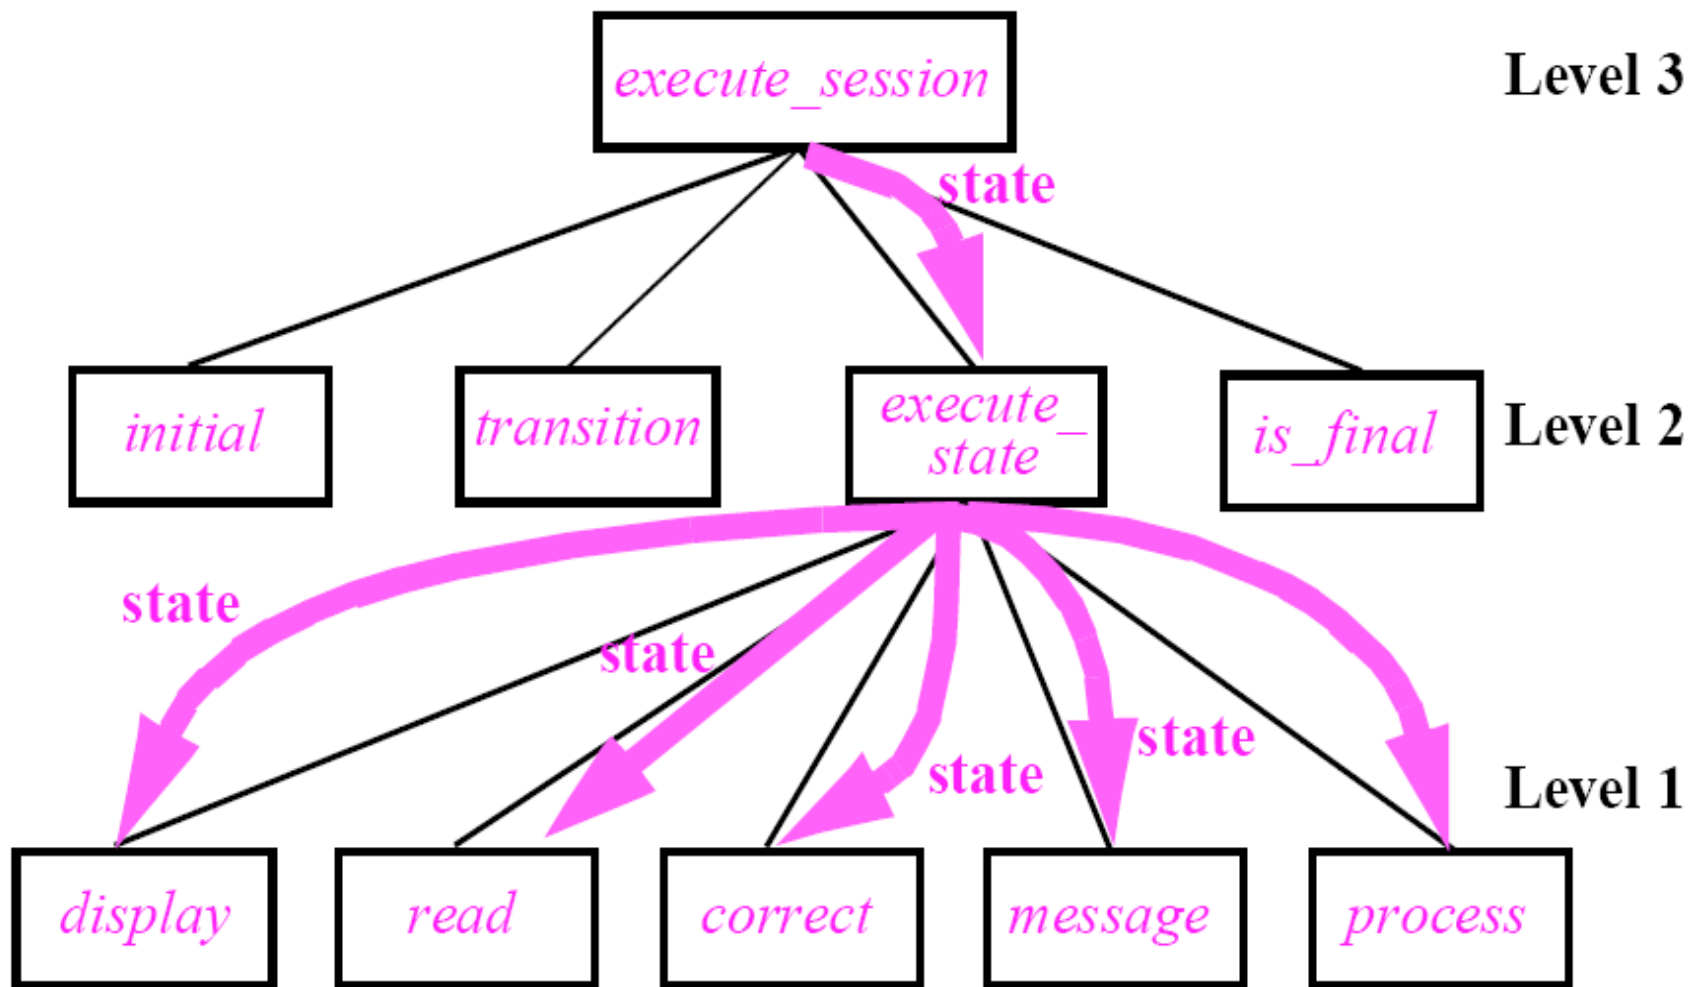 execute_session
Level 3
state
initial
transition
execute_
state
is_final
Level 2
state
state
state
state
Level 1
display
read
correct
message
process